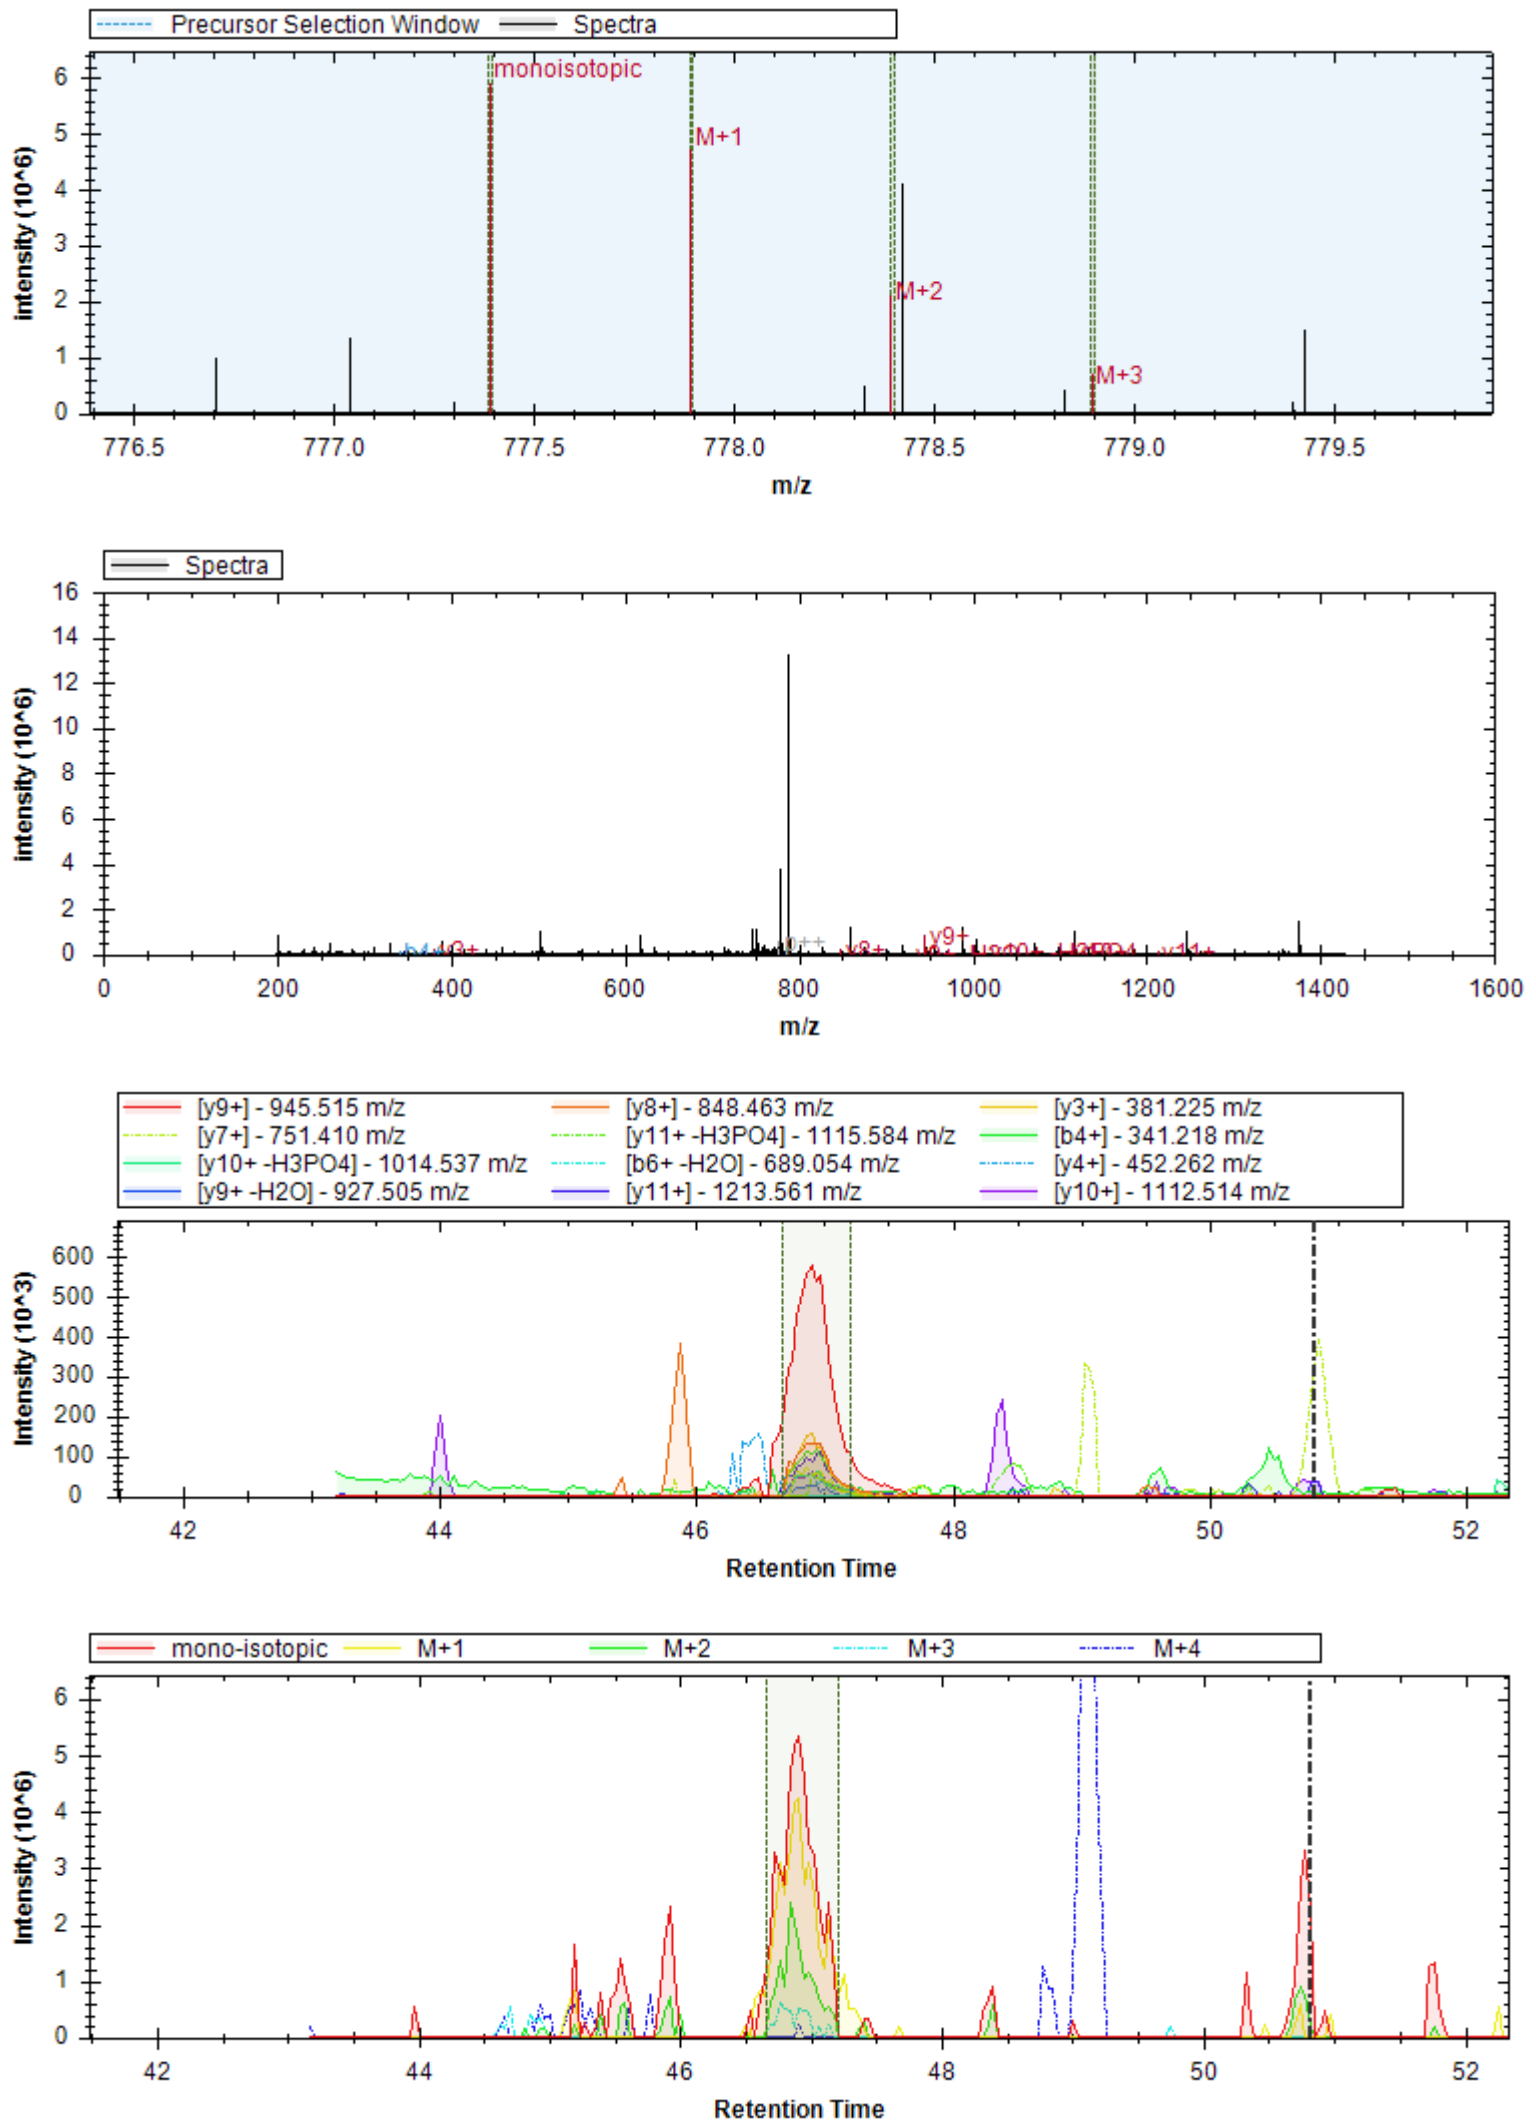 Precursor Selection Window Spectra
monoisotopic
M+1
M+2
M+3
intensity (10^6)
6
5
4
3
2
1
0
776.5 777.0 777.5 778.0 778.5 779.0 779.5
m/z
Spectra
intensity (10^6)
16
14
12
10
8
6
4
2
0
y9+
y11+
0 200 400 600 800 1000 1200 1400 1600
m/z
[y9+] - 945.515 m/z [y8+] - 848.463 m/z [y3+] - 381.225 m/z
[y7+] - 751.410 m/z [y11+ -H3PO4] - 1115.584 m/z [b4+] - 341.218 m/z
[y10+ -H3PO4] - 1014.537 m/z [b6+ -H2O] - 689.054 m/z [y4+] - 452.262 m/z
[y9+ -H2O] - 927.505 m/z [y11+] - 1213.561 m/z [y10+] - 1112.514 m/z
Intensity (10^3)
600
500
400
300
200
100
0
42 44 46 48 50 52
Retention Time
mono-isotopic M+1 M+2 M+3 M+4
Intensity (10^6)
6
5
4
3
2
1
0
42 44 46 48 50 52
Retention Time